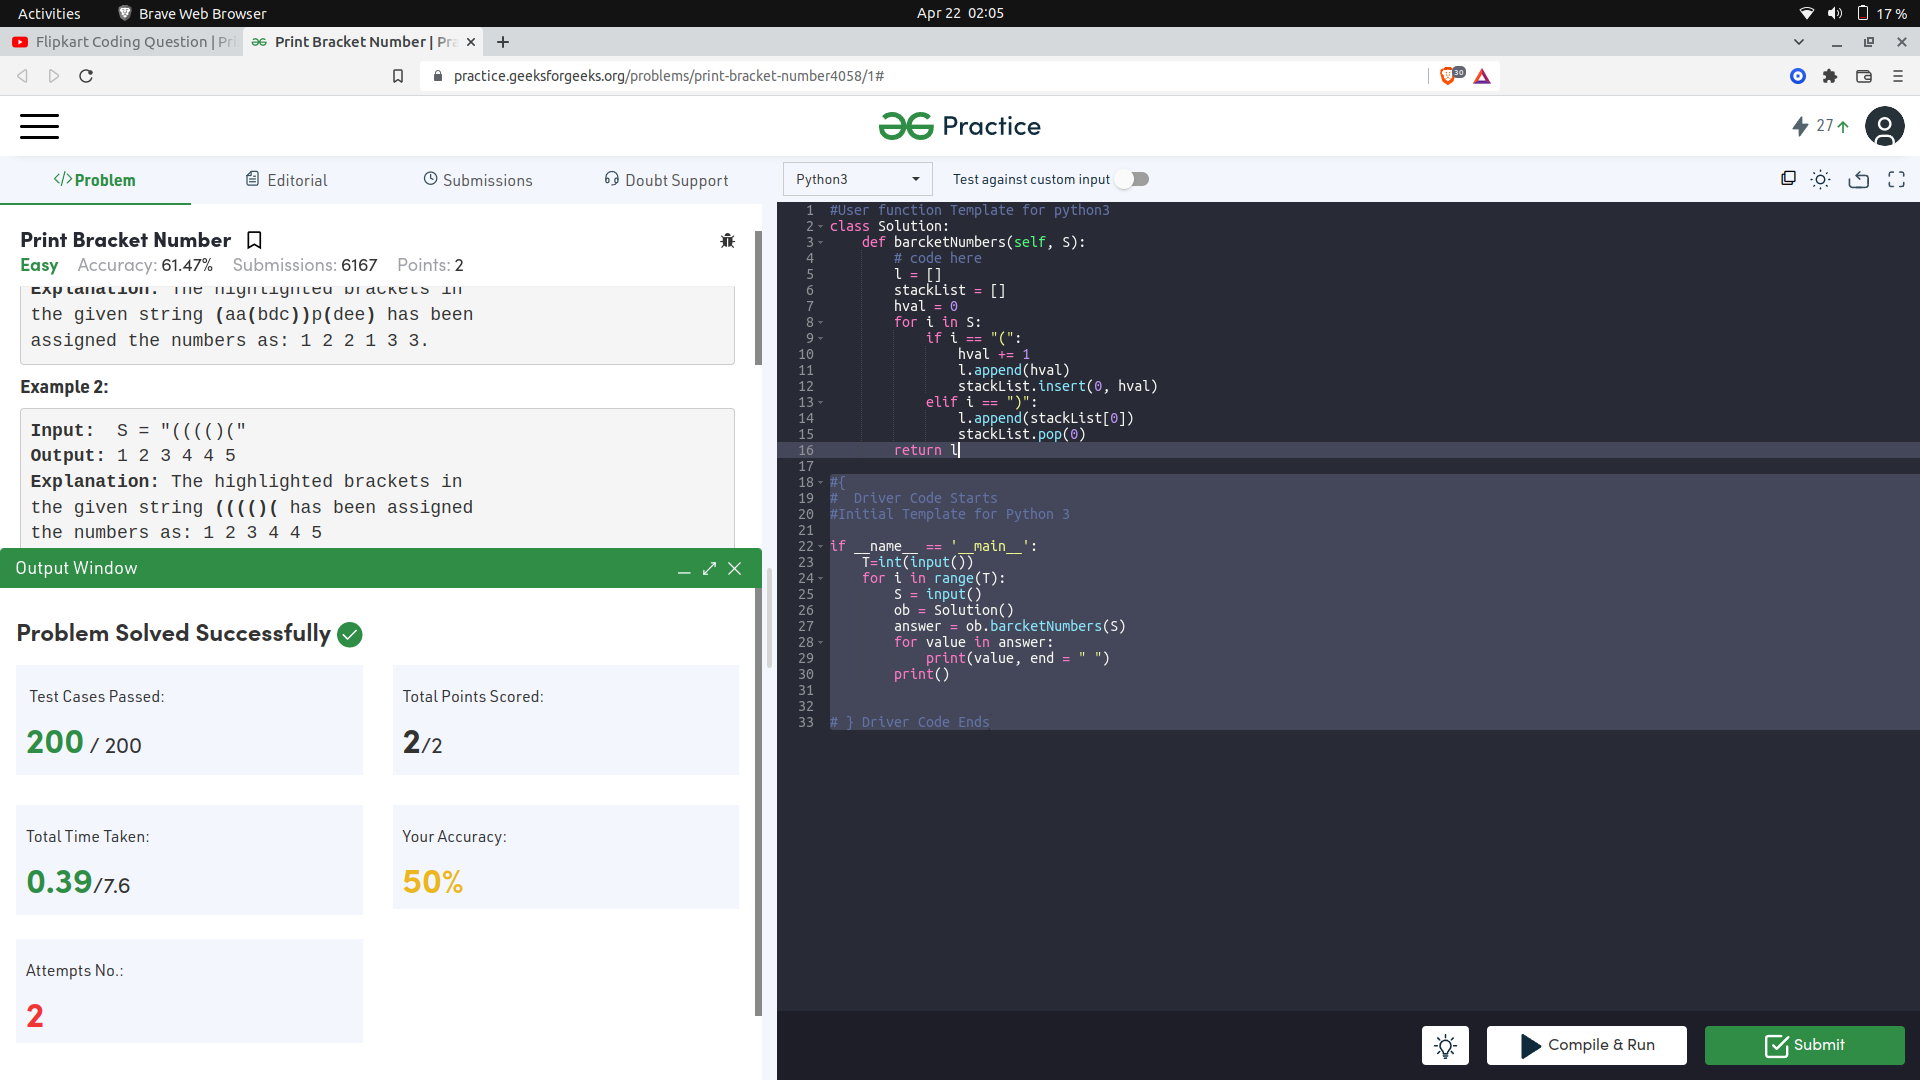 Activities
Brave Web Browser
Apr 22 02:05
17 %
Flipkart Coding Question | Pri
Print Bracket Number | Pra
practice.geeksforgeeks.org/problems/print-bracket-number4058/1#
30
Practice
27
</>Problem
Editorial
Submissions
Doubt Support
Python3
Test against custom input
Print Bracket Number
Easy Accuracy: 61.47% Submissions: 6167 Points: 2
Explanation: The highlighted brackets in
the given string (aa(bdc))p(dee) has been
assigned the numbers as: 1 2 2 1 3 3.
Example 2:
Input:  S = "(((()("
Output: 1 2 3 4 4 5
Explanation: The highlighted brackets in
the given string (((()( has been assigned
the numbers as: 1 2 3 4 4 5
Output Window
Problem Solved Successfully
Test Cases Passed:
200 / 200
Total Points Scored:
2/2
Total Time Taken:
0.39/7.6
Your Accuracy:
50%
Attempts No.:
2
1 #User function Template for python3
2 class Solution:
3     def barcketNumbers(self, S):
4         # code here
5         l = []
6         stackList = []
7         hval = 0
8         for i in S:
9             if i == "(":
10                 hval += 1
11                 l.append(hval)
12                 stackList.insert(0, hval)
13             elif i == ")":
14                 l.append(stackList[0])
15                 stackList.pop(0)
16         return l
17
18 #{
19 #  Driver Code Starts
20 #Initial Template for Python 3
21
22 if __name__ == '__main__':
23     T=int(input())
24     for i in range(T):
25         S = input()
26         ob = Solution()
27         answer = ob.barcketNumbers(S)
28         for value in answer:
29             print(value, end = " ")
30         print()
31
32
33 # } Driver Code Ends
Compile & Run
Submit